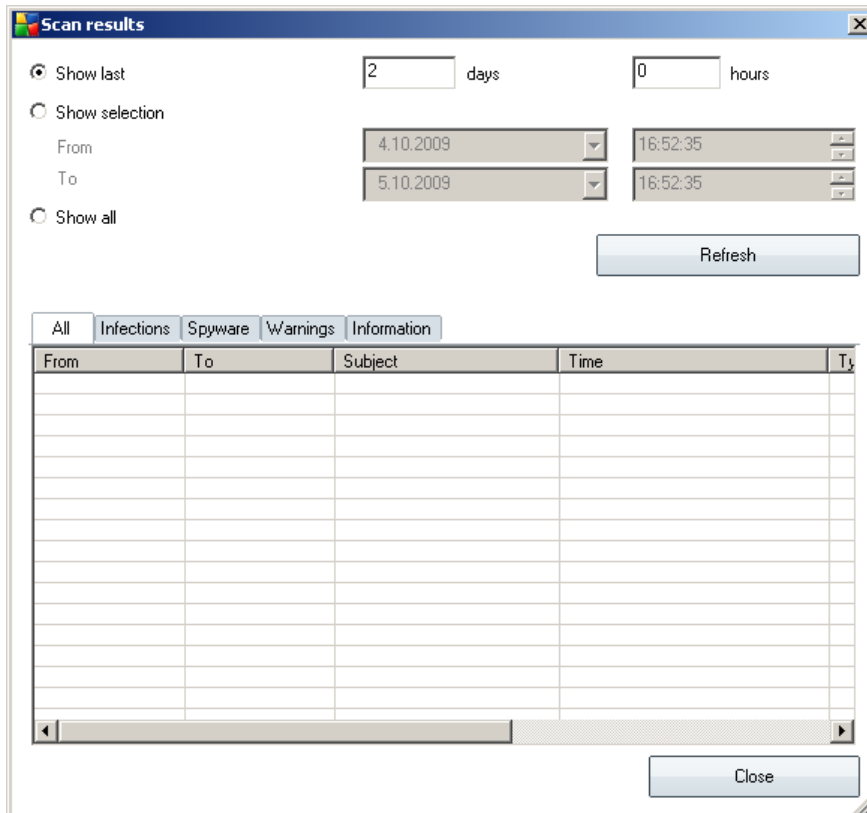 Scan results
Show last 2 days 0 hours
Show selection
From 4.10.2009 16:52:35
To 5.10.2009 16:52:35
Show all
Refresh
All Infections Spyware Warnings Information
From To Subject Time Ty
Close